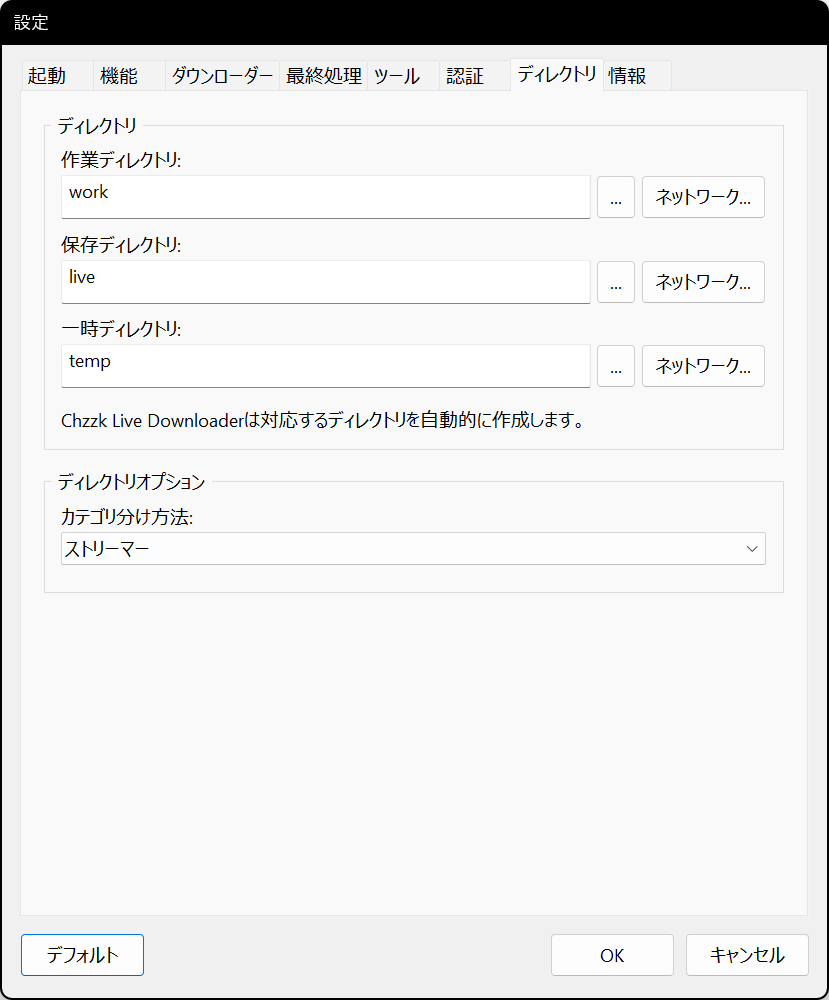 設定
起動 機能 ダウンローダー 最終処理 ツール 認証 ディレクトリ 情報
ディレクトリ
作業ディレクトリ:
work ... ネットワーク...
保存ディレクトリ:
live ... ネットワーク...
一時ディレクトリ:
temp ... ネットワーク...
Chzzk Live Downloaderは対応するディレクトリを自動的に作成します。
ディレクトリオプション
カテゴリ分け方法:
ストリーマー
デフォルト OK キャンセル